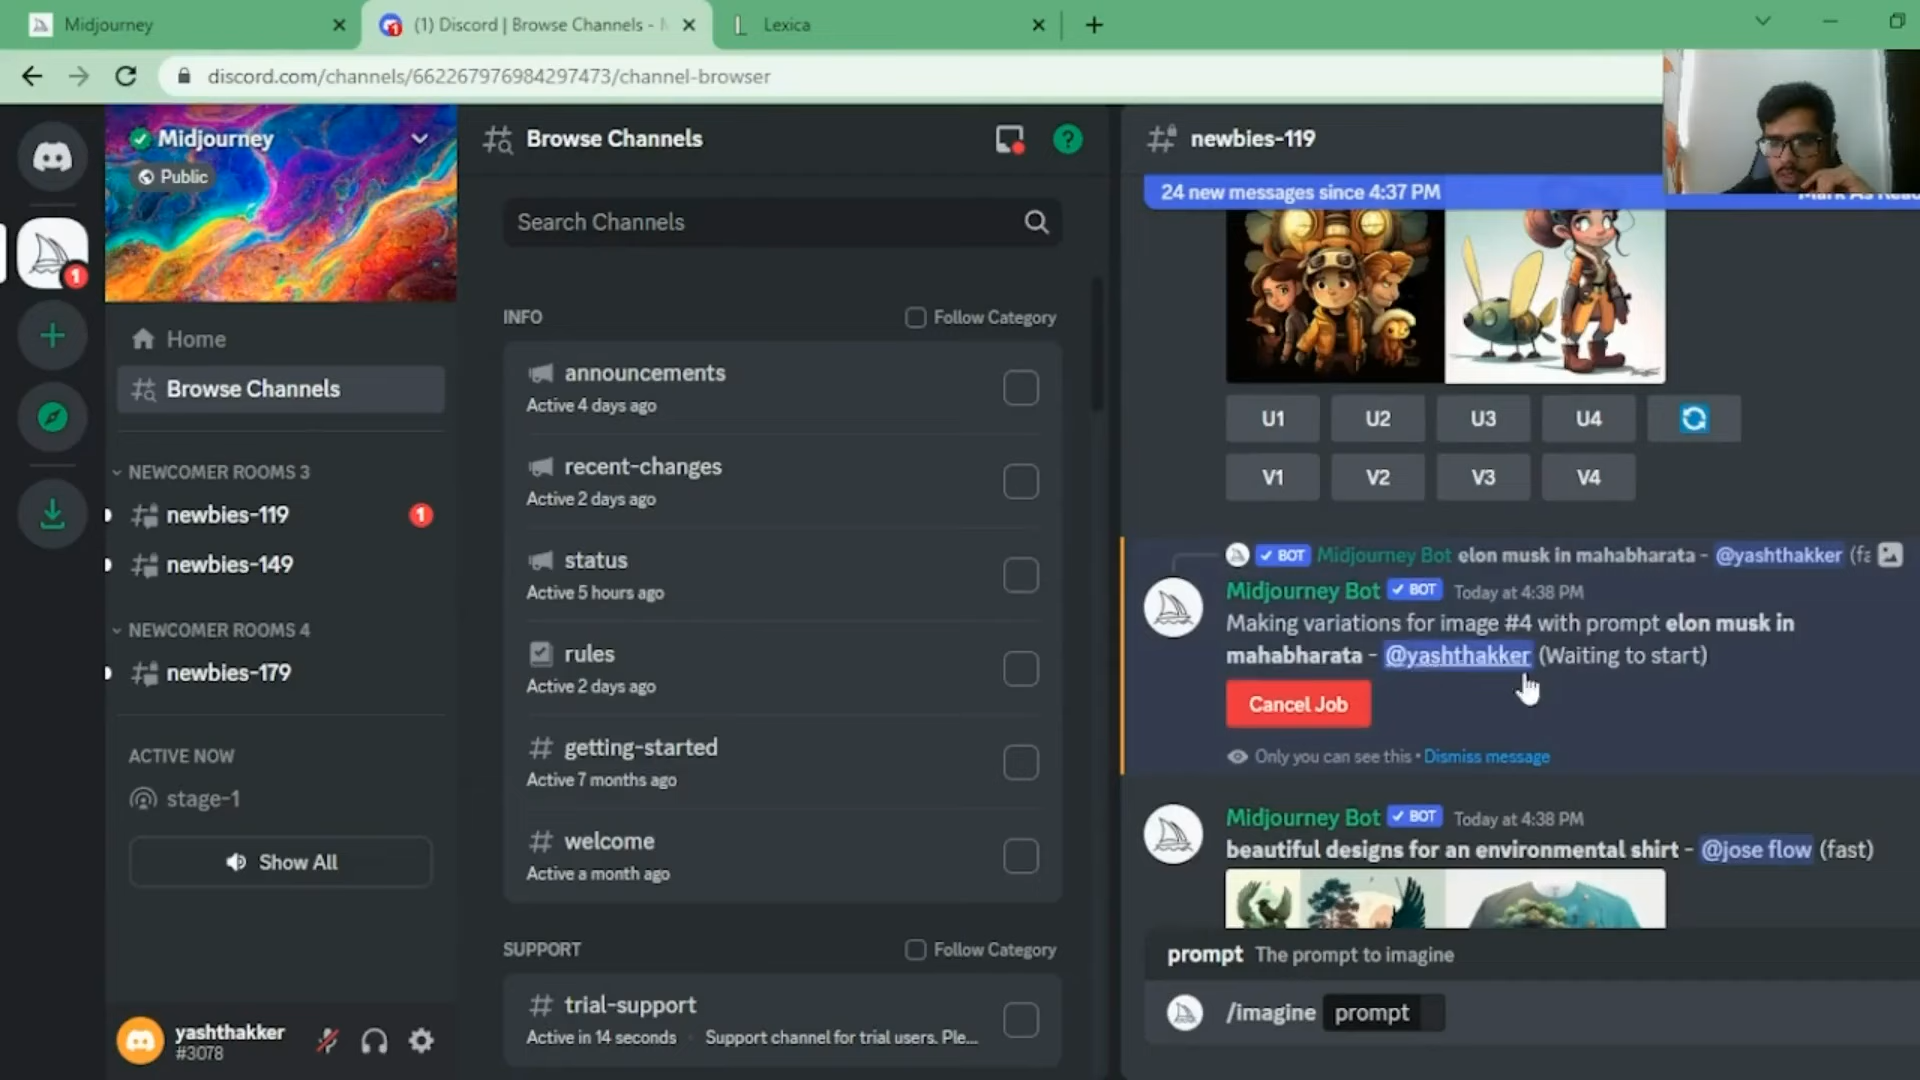 Midjourney
(1) Discord | Browse Channels -
Lexica
discord.com/channels/662267976984297473/channel-browser
Midjourney
Public
Home
Browse Channels
NEWCOMER ROOMS 3
newbies-119
1
newbies-149
NEWCOMER ROOMS 4
newbies-179
ACTIVE NOW
stage-1
Show All
yashthakker
#3078
1
Browse Channels
?
Search Channels
INFO
Follow Category
announcements
Active 4 days ago
recent-changes
Active 2 days ago
status
Active 5 hours ago
rules
Active 2 days ago
getting-started
Active 7 months ago
welcome
Active a month ago
SUPPORT
Follow Category
trial-support
Active in 14 seconds • Support channel for trial users. Ple...
newbies-119
24 new messages since 4:37 PM
Mark As Read
U1 U2 U3 U4
V1 V2 V3 V4
BOT Midjourney Bot elon musk in mahabharata - @yashthakker (fa
Midjourney Bot BOT Today at 4:38 PM
Making variations for image #4 with prompt elon musk in
mahabharata - @yashthakker (Waiting to start)
Cancel Job
Only you can see this • Dismiss message
Midjourney Bot BOT Today at 4:38 PM
beautiful designs for an environmental shirt - @jose flow (fast)
prompt The prompt to imagine
/imagine prompt